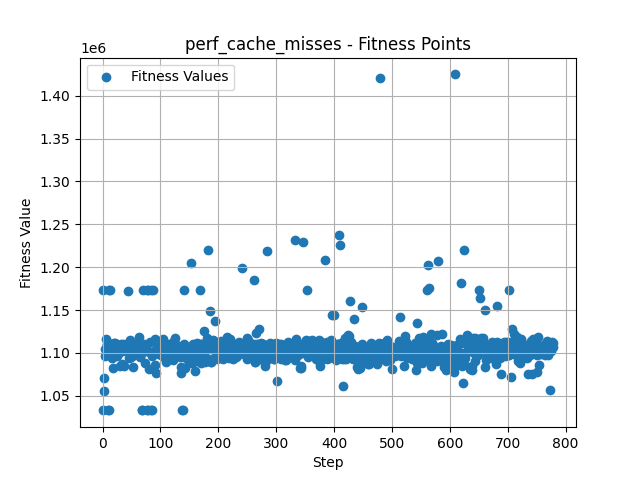 perf_cache_misses - Fitness Points
1e6
Fitness Values
1.40
1.35
1.30
1.25
1.20
1.15
1.10
1.05
Fitness Value
0 100 200 300 400 500 600 700 800
Step